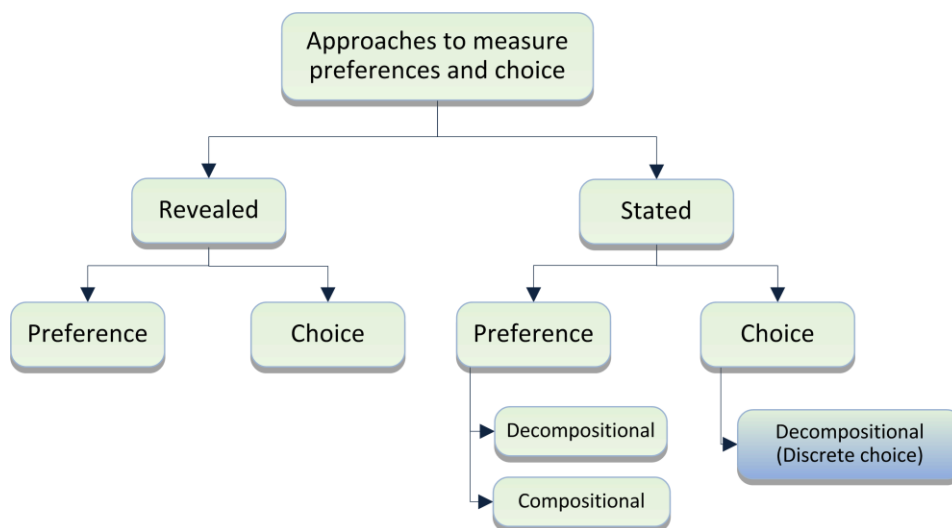 Approaches to measure
preferences and choice
Revealed
Stated
Preference
Choice
Preference
Choice
Decompositional
Compositional
Decompositional
(Discrete choice)